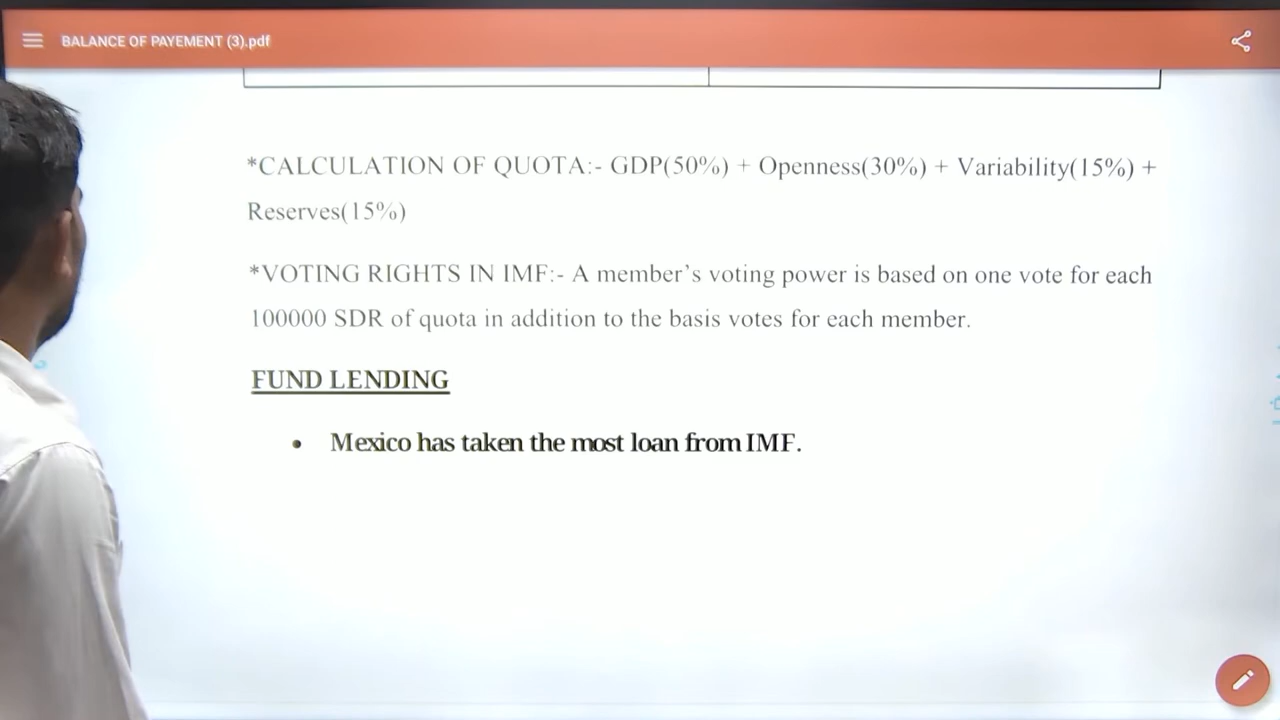 BALANCE OF PAYEMENT (3).pdf
*CALCULATION OF QUOTA:- GDP(50%) + Openness(30%) + Variability(15%) +
Reserves(15%)
*VOTING RIGHTS IN IMF:- A member's voting power is based on one vote for each
100000 SDR of quota in addition to the basis votes for each member.
FUND LENDING
• Mexico has taken the most loan from IMF.